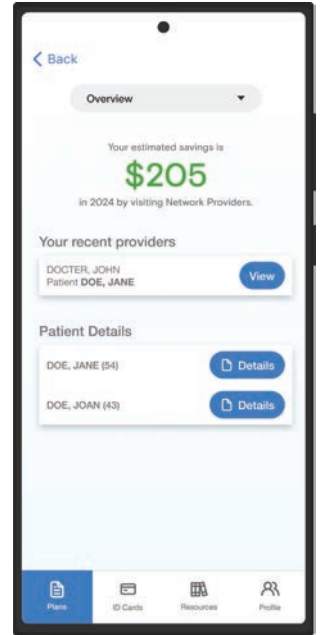 Back
Overview
Your estimated savings is
$205
in 2024 by visiting Network Providers.
Your recent providers
DOCTER, JOHN
Patient DOE, JANE
View
Patient Details
DOE, JANE (54)
Details
DOE, JOAN (43)
Details
Plans
ID Cards
Resources
Profile